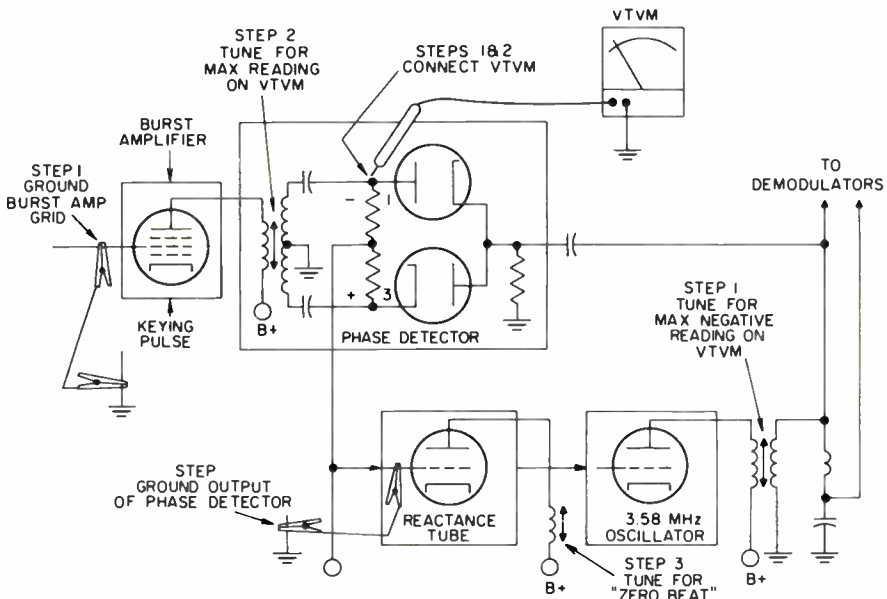 VTVM
STEP 2
TUNE FOR
MAX READING
ON VTVM
STEPS 1&2
CONNECT VTVM
BURST
AMPLIFIER
STEP 1
GROUND
BURST AMP
GRID
TO
DEMODULATORS
- 1
+ 3
B+
PHASE DETECTOR
KEYING
PULSE
STEP 1
TUNE FOR
MAX NEGATIVE
READING ON
VTVM
STEP
GROUND OUTPUT
OF PHASE DETECTOR
REACTANCE
TUBE
3.58 MHz
OSCILLATOR
B+
STEP 3
TUNE FOR
"ZERO BEAT"
B+